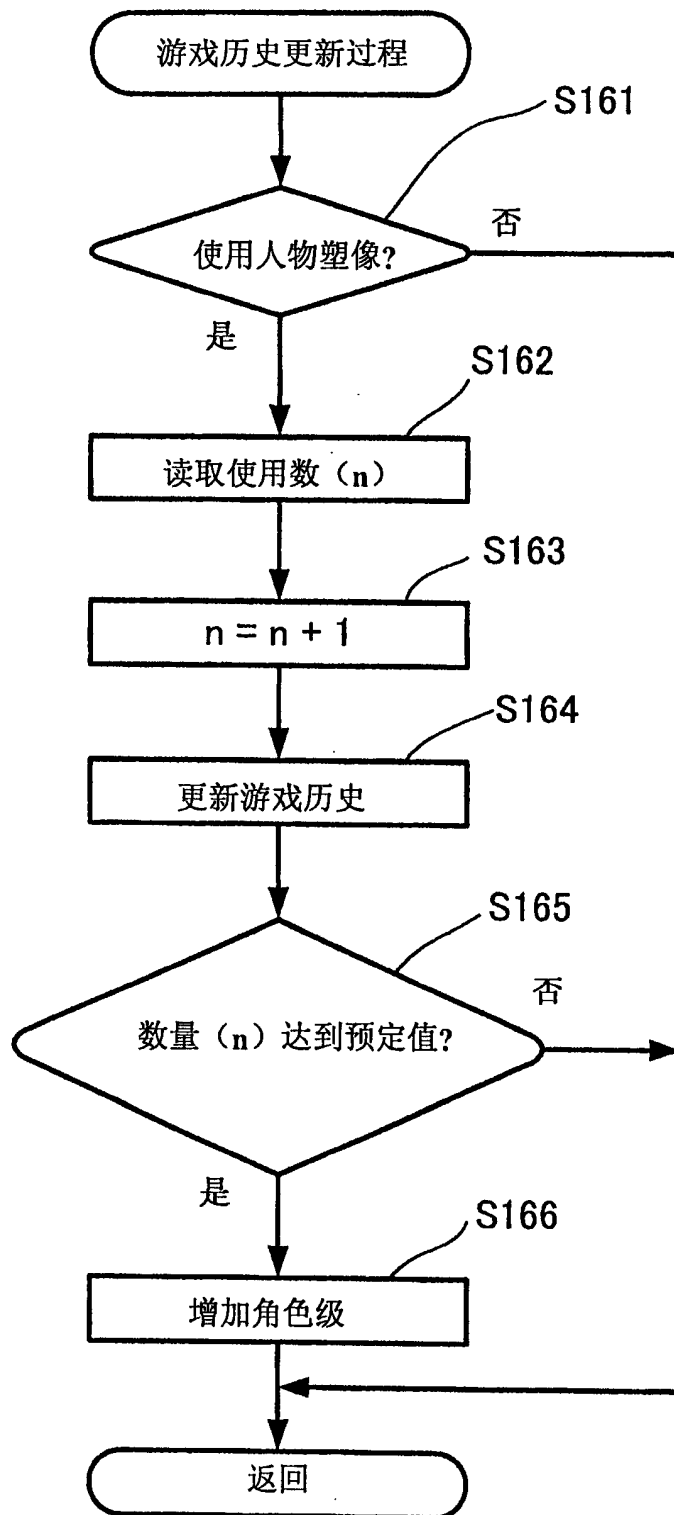 游戏历史更新过程
S161
否
使用人物塑像?
是
S162
读取使用数（n）
S163
n = n + 1
S164
更新游戏历史
S165
否
数量（n）达到预定值?
是
S166
增加角色级
返回